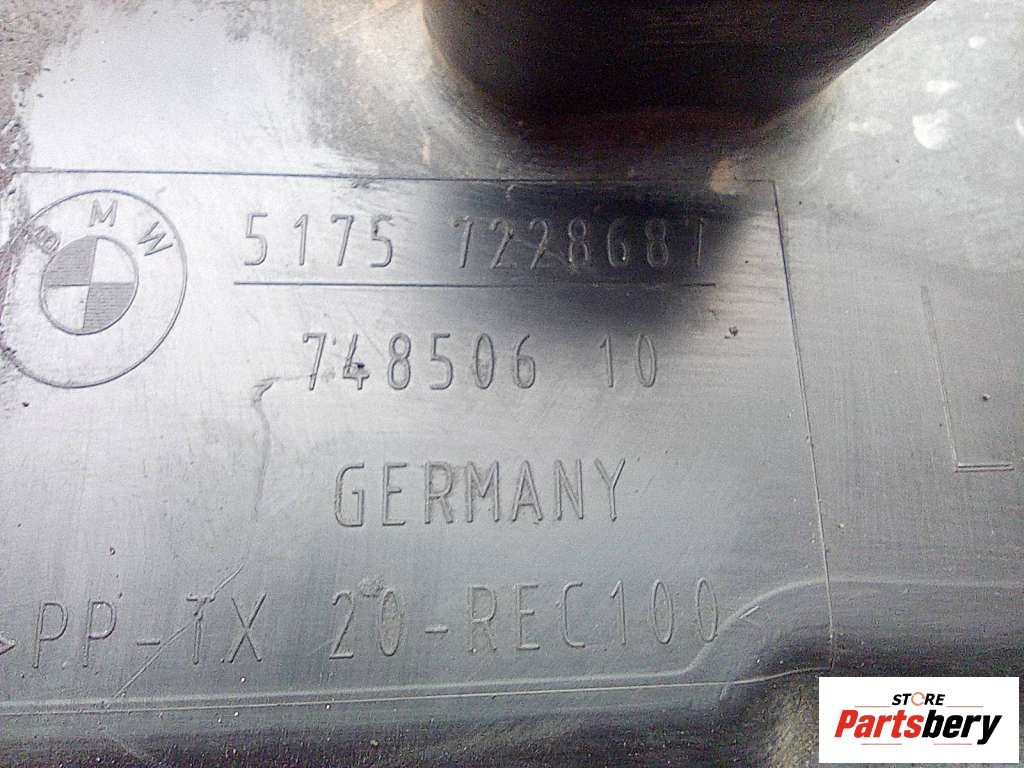 BMW
5175 7228681
748506 10
GERMANY
>PP-TX 20-REC100
L
STORE
Partsbery